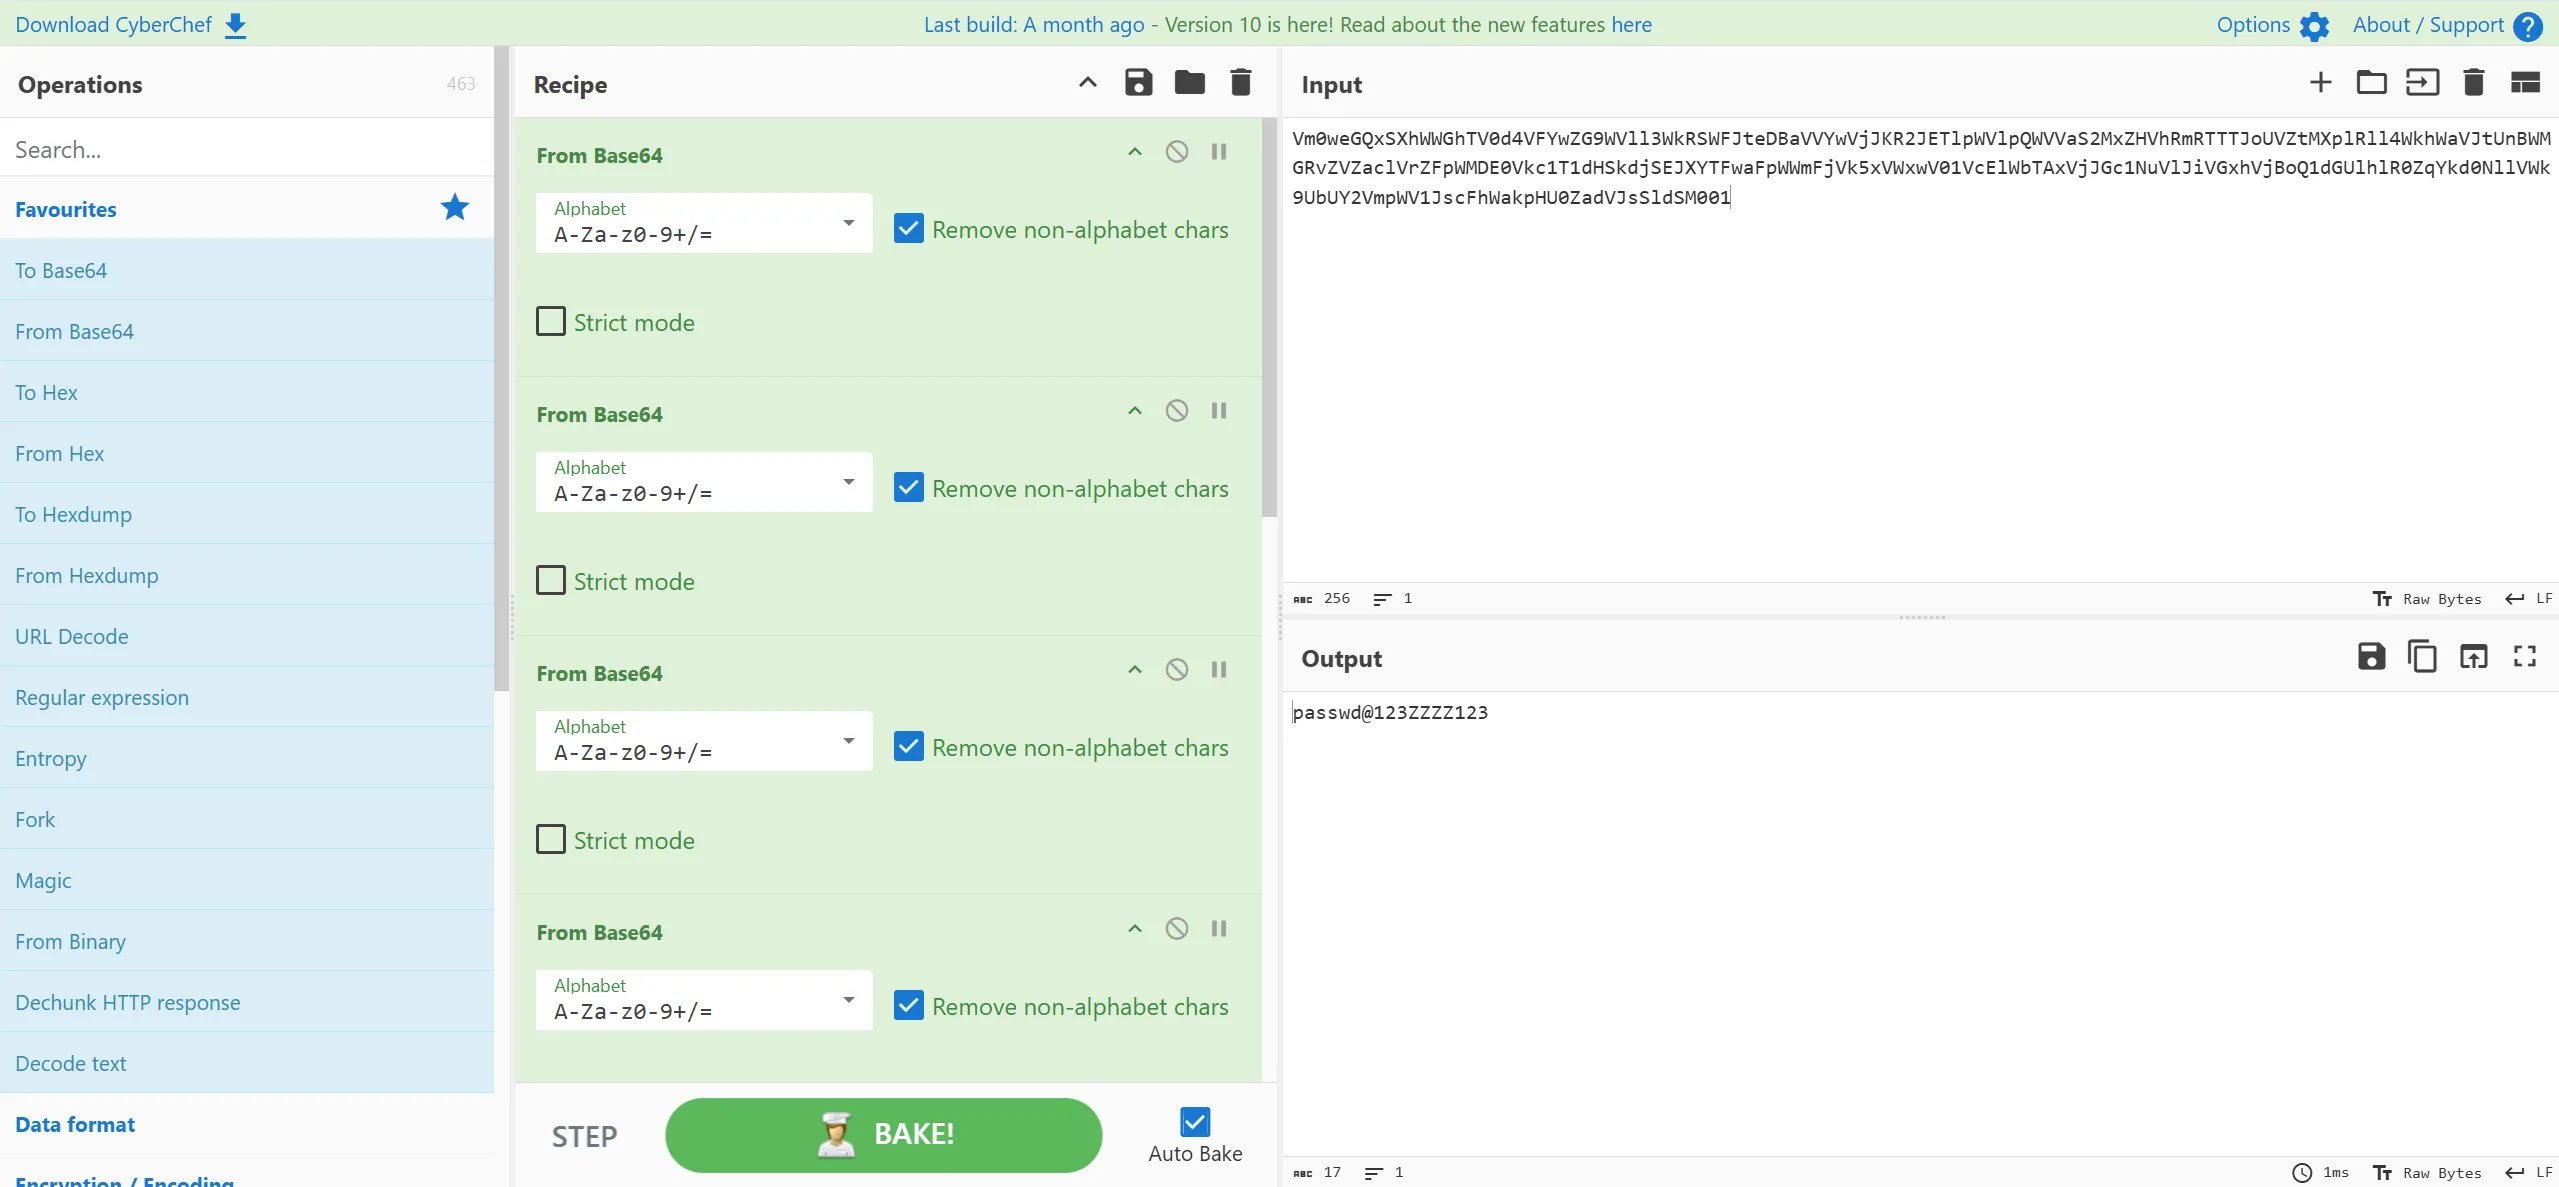 Download CyberChef
Last build: A month ago - Version 10 is here! Read about the new features here
Options
About / Support
Operations
463
Search...
Favourites
To Base64
From Base64
To Hex
From Hex
To Hexdump
From Hexdump
URL Decode
Regular expression
Entropy
Fork
Magic
From Binary
Dechunk HTTP response
Decode text
Data format
Encryption / Encoding
Recipe
From Base64
Alphabet
A-Za-z0-9+/=
Remove non-alphabet chars
Strict mode
From Base64
Alphabet
A-Za-z0-9+/=
Remove non-alphabet chars
Strict mode
From Base64
Alphabet
A-Za-z0-9+/=
Remove non-alphabet chars
Strict mode
From Base64
Alphabet
A-Za-z0-9+/=
Remove non-alphabet chars
STEP
BAKE!
Auto Bake
Input
Vm0weGQxSXhWWGhTV0d4VFYwZG9WVll3WkRSWFJteDBaVVYwVjJKR2JETlpWVlpQWVVaS2MxZHVhRmRTTTJoUVZtMXplRll4WkhWaVJtUnBWM
GRvZVZaclVrZFpWMDE0Vkc1T1dHSkdjSEJXYTFwaFpWWmFjVk5xVWxwV01VcElWbTAxVjJGc1NuVlJiVGxhVjBoQ1dGUlhlR0ZqYkd0NllVWk
9UbUY2VmpWV1JscFhWakpHU0ZadVJsSldSM001
ABC 256
1
Raw Bytes
LF
Output
passwd@123ZZZZ123
ABC 17
1
1ms
Raw Bytes
LF